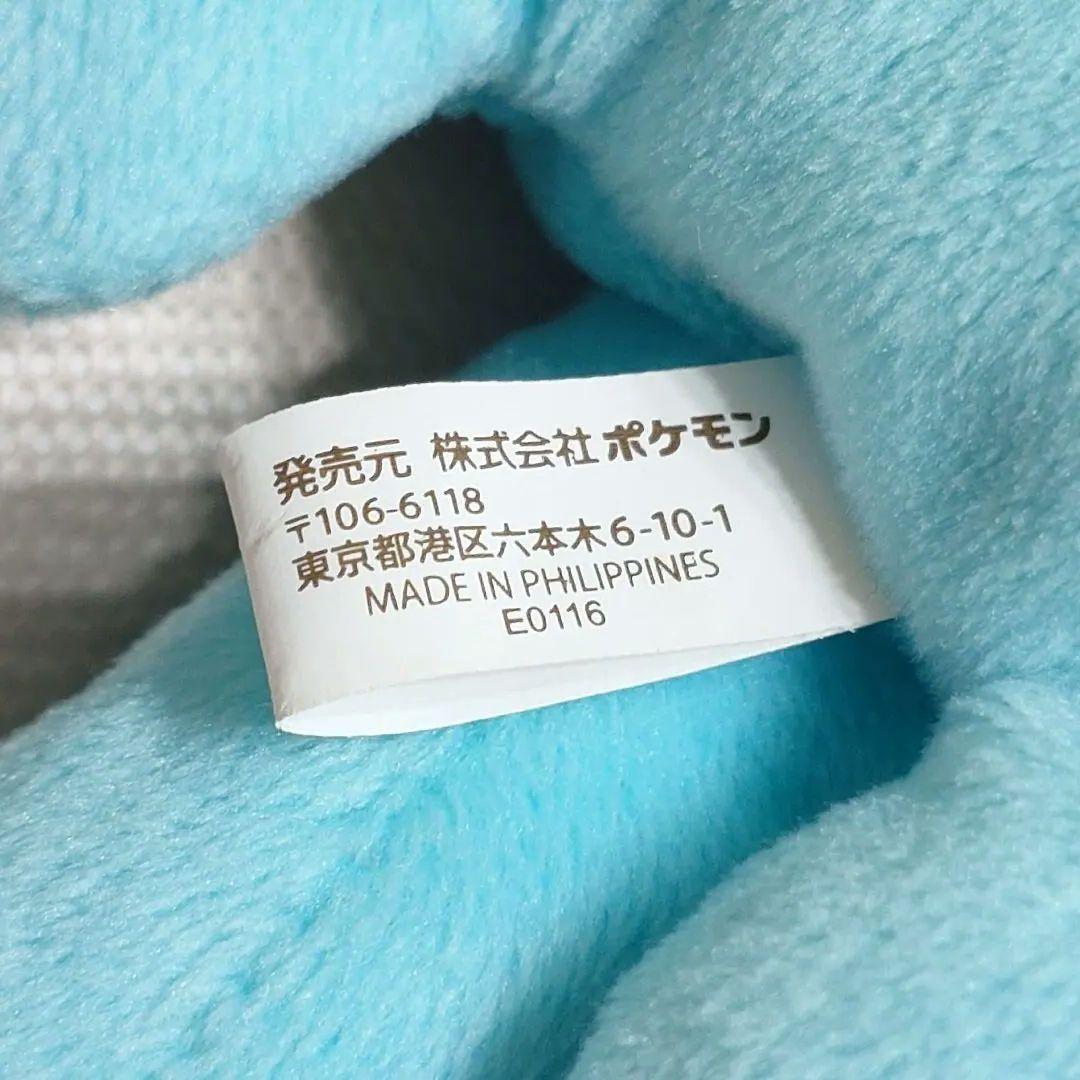 発売元 株式会社ポケモン
〒106-6118
東京都港区六本木6-10-1
MADE IN PHILIPPINES
E0116